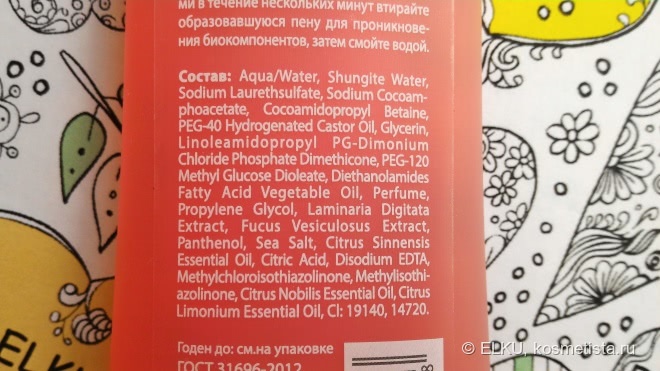 ми в течение нескольких минут втирайте
образовавшуюся пену для проникнове-
ния биокомпонентов, затем смойте водой.
Состав: Aqua/Water, Shungite Water,
Sodium Laurethsulfate, Sodium Cocoam-
phoacetate, Cocoamidopropyl Betaine,
PEG-40 Hydrogenated Castor Oil, Glycerin,
Linoleamidopropyl PG-Dimonium
Chloride Phosphate Dimethicone, PEG-120
Methyl Glucose Dioleate, Diethanolamides
Fatty Acid Vegetable Oil, Perfume,
Propylene Glycol, Laminaria Digitata
Extract, Fucus Vesiculosus Extract,
Panthenol, Sea Salt, Citrus Sinnensis
Essential Oil, Citric Acid, Disodium EDTA,
Methylchloroisothiazolinone, Methylisothi-
azolinone, Citrus Nobilis Essential Oil, Citrus
Limonium Essential Oil, CI: 19140, 14720.
Годен до: см.на упаковке
ГОСТ 31696-2012
8
ELKU
© ELKU, kosmetista.ru